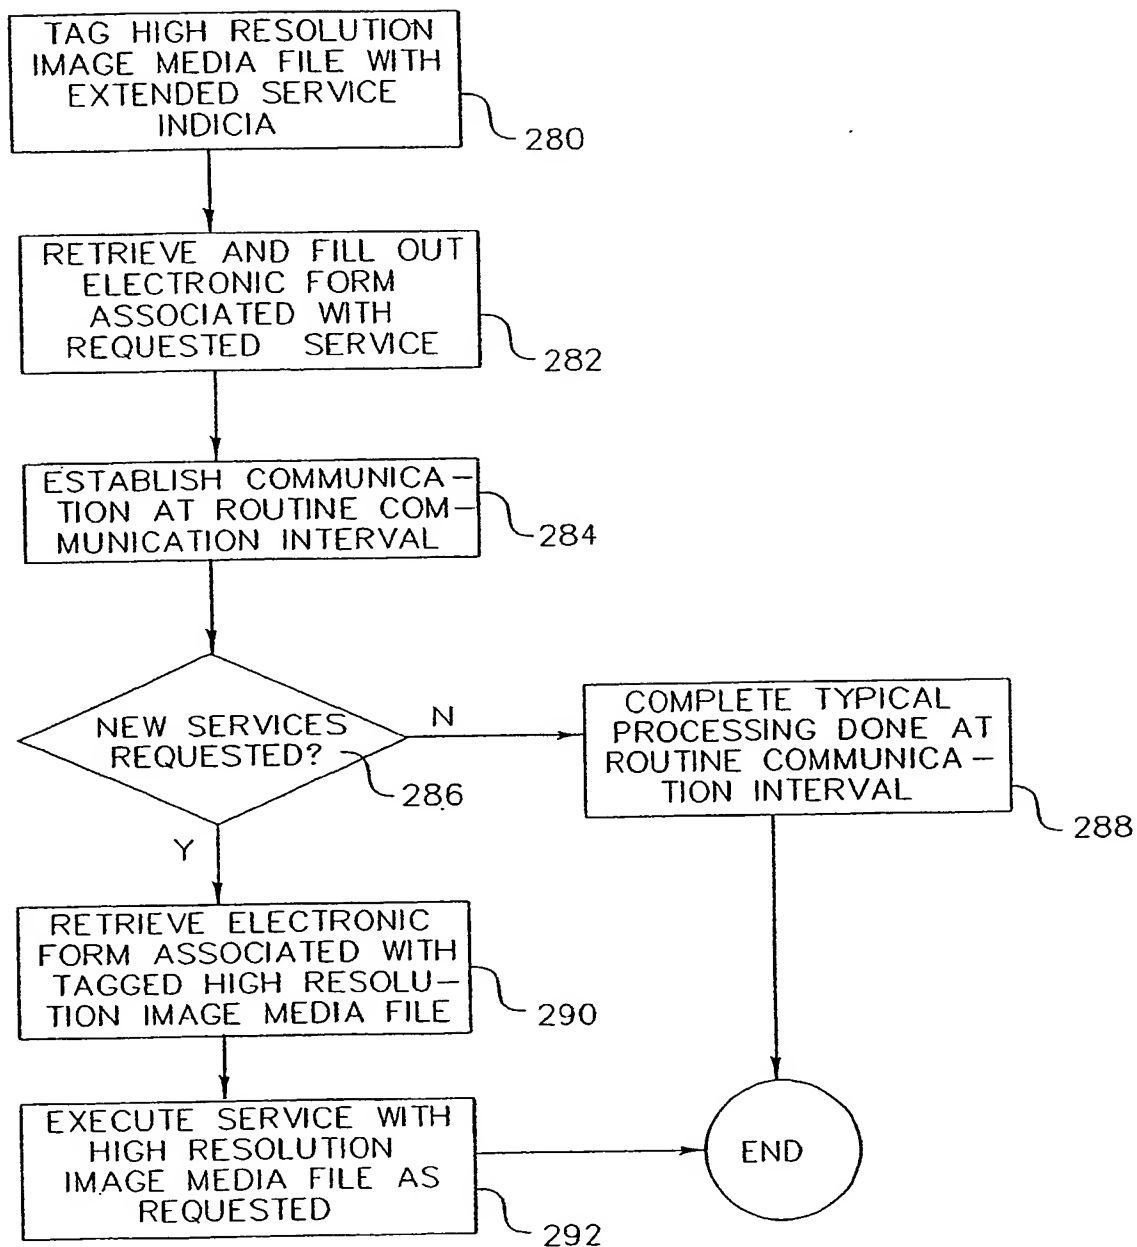 TAG HIGH RESOLUTION
IMAGE MEDIA FILE WITH
EXTENDED SERVICE
INDICIA
280
RETRIEVE AND FILL OUT
ELECTRONIC FORM
ASSOCIATED WITH
REQUESTED SERVICE
282
ESTABLISH COMMUNICA-
TION AT ROUTINE COM-
MUNICATION INTERVAL
284
NEW SERVICES
REQUESTED?
286
N
COMPLETE TYPICAL
PROCESSING DONE AT
ROUTINE COMMUNICA-
TION INTERVAL
288
Y
RETRIEVE ELECTRONIC
FORM ASSOCIATED WITH
TAGGED HIGH RESOLU-
TION IMAGE MEDIA FILE
290
EXECUTE SERVICE WITH
HIGH RESOLUTION
IMAGE MEDIA FILE AS
REQUESTED
292
END